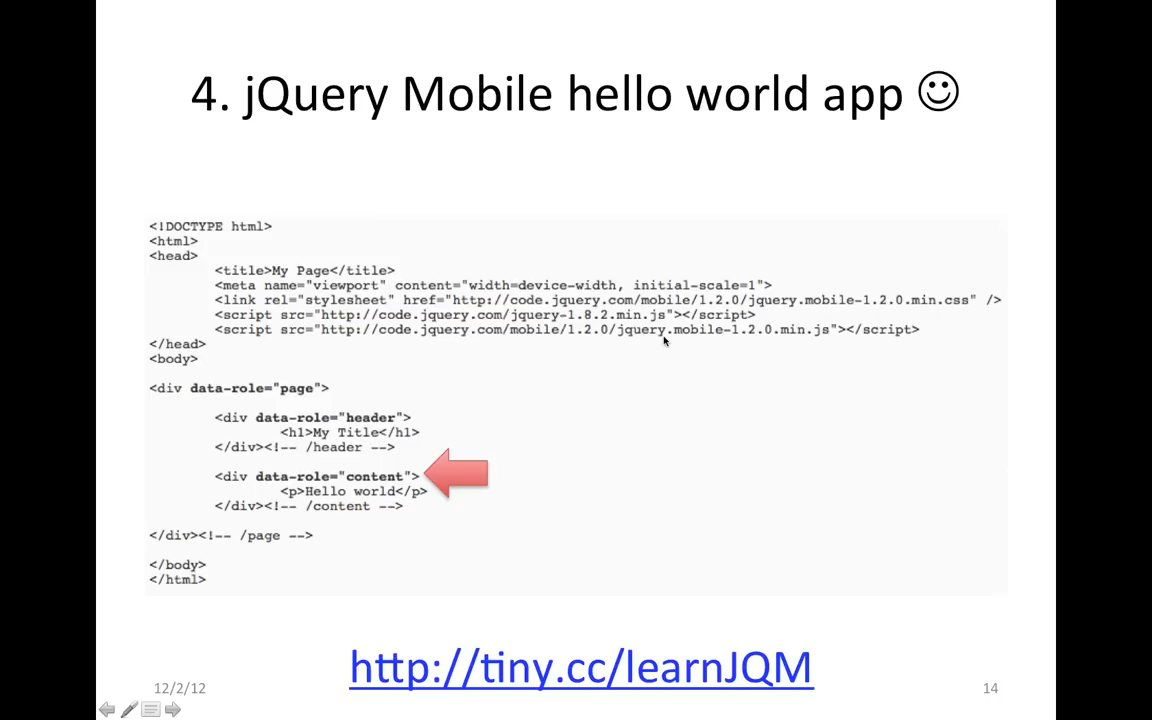 4. jQuery Mobile hello world app ☺
<!DOCTYPE html>
<html>
<head>
<title>My Page</title>
<meta name="viewport" content="width=device-width, initial-scale=1">
<link rel="stylesheet" href="http://code.jquery.com/mobile/1.2.0/jquery.mobile-1.2.0.min.css" />
<script src="http://code.jquery.com/jquery-1.8.2.min.js"></script>
<script src="http://code.jquery.com/mobile/1.2.0/jquery.mobile-1.2.0.min.js"></script>
</head>
<body>
<div data-role="page">
<div data-role="header">
<h1>My Title</h1>
</div><!-- /header -->
<div data-role="content">
<p>Hello world</p>
</div><!-- /content -->
</div><!-- /page -->
</body>
</html>
http://tiny.cc/learnJQM
12/2/12
14